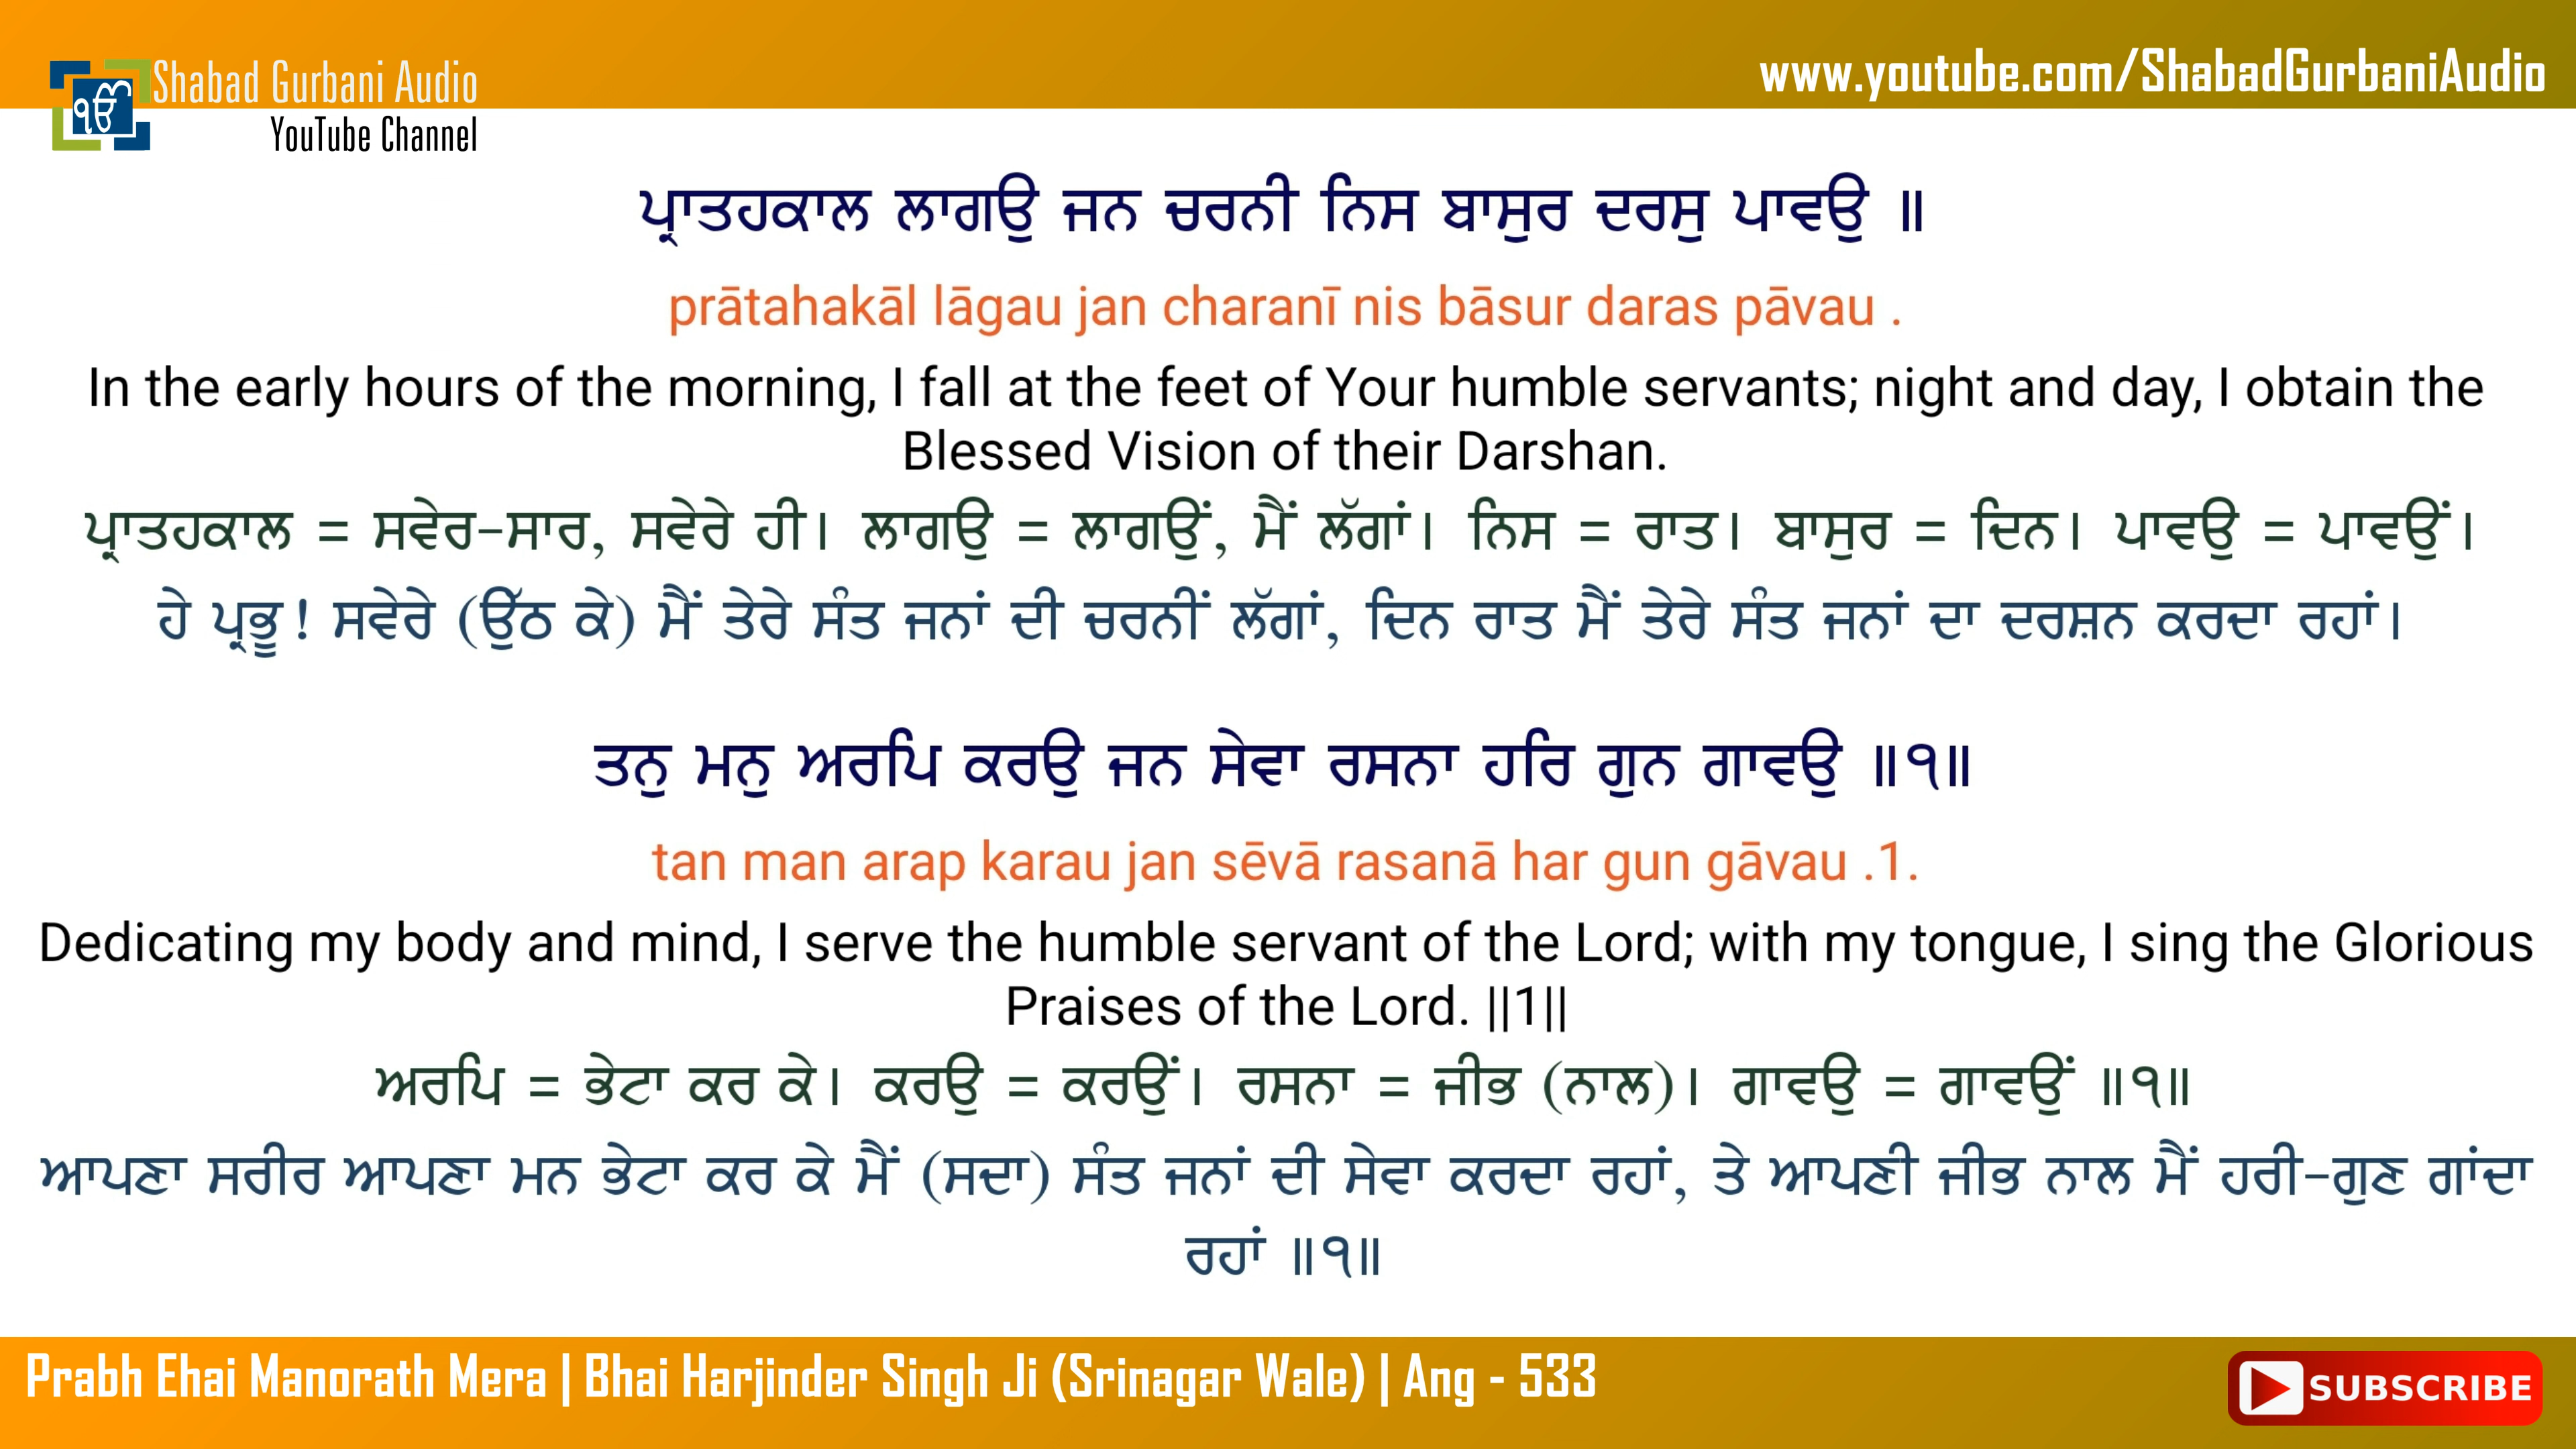 Shabad Gurbani Audio
YouTube Channel
www.youtube.com/ShabadGurbaniAudio
ੴ
ਪ੍ਰਾਤਹਕਾਲ ਲਾਗਉ ਜਨ ਚਰਨੀ ਨਿਸ ਬਾਸੁਰ ਦਰਸੁ ਪਾਵਉ ॥
prātahakāl lāgau jan charanī nis bāsur daras pāvau .
In the early hours of the morning, I fall at the feet of Your humble servants; night and day, I obtain the
Blessed Vision of their Darshan.
ਪ੍ਰਾਤਹਕਾਲ = ਸਵੇਰ-ਸਾਰ, ਸਵੇਰੇ ਹੀ। ਲਾਗਉ = ਲਾਗਉਂ, ਮੈਂ ਲੱਗਾਂ। ਨਿਸ = ਰਾਤ। ਬਾਸੁਰ = ਦਿਨ। ਪਾਵਉ = ਪਾਵਉਂ।
ਹੇ ਪ੍ਰਭੂ! ਸਵੇਰੇ (ਉੱਠ ਕੇ) ਮੈਂ ਤੇਰੇ ਸੰਤ ਜਨਾਂ ਦੀ ਚਰਨੀਂ ਲੱਗਾਂ, ਦਿਨ ਰਾਤ ਮੈਂ ਤੇਰੇ ਸੰਤ ਜਨਾਂ ਦਾ ਦਰਸ਼ਨ ਕਰਦਾ ਰਹਾਂ।
ਤਨੁ ਮਨੁ ਅਰਪਿ ਕਰਉ ਜਨ ਸੇਵਾ ਰਸਨਾ ਹਰਿ ਗੁਨ ਗਾਵਉ ॥੧॥
tan man arap karau jan sēvā rasanā har gun gāvau .1.
Dedicating my body and mind, I serve the humble servant of the Lord; with my tongue, I sing the Glorious
Praises of the Lord. ||1||
ਅਰਪਿ = ਭੇਟਾ ਕਰ ਕੇ। ਕਰਉ = ਕਰਉਂ। ਰਸਨਾ = ਜੀਭ (ਨਾਲ)। ਗਾਵਉ = ਗਾਵਉਂ ॥੧॥
ਆਪਣਾ ਸਰੀਰ ਆਪਣਾ ਮਨ ਭੇਟਾ ਕਰ ਕੇ ਮੈਂ (ਸਦਾ) ਸੰਤ ਜਨਾਂ ਦੀ ਸੇਵਾ ਕਰਦਾ ਰਹਾਂ, ਤੇ ਆਪਣੀ ਜੀਭ ਨਾਲ ਮੈਂ ਹਰੀ-ਗੁਣ ਗਾਂਦਾ
ਰਹਾਂ ॥੧॥
Prabh Ehai Manorath Mera | Bhai Harjinder Singh Ji (Srinagar Wale) | Ang - 533
SUBSCRIBE